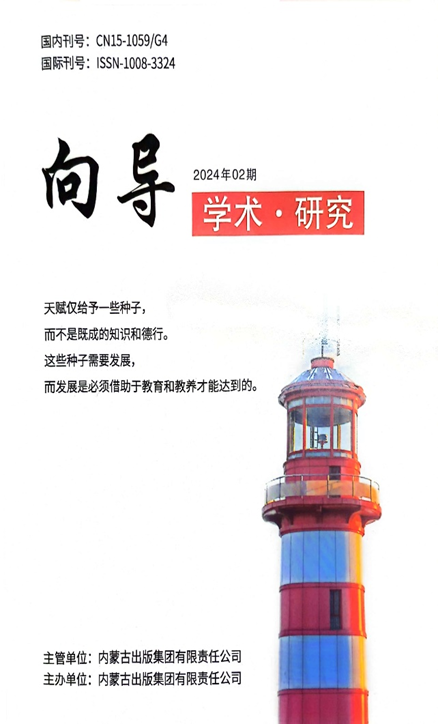 国内刊号：CN15-1059/G4
国际刊号：ISSN-1008-3324
向导
2024年02期
学术·研究
天赋仅给予一些种子，
而不是既成的知识和德行。
这些种子需要发展，
而发展是必须借助于教育和教养才能达到的。
主管单位：内蒙古出版集团有限责任公司
主办单位：内蒙古出版集团有限责任公司